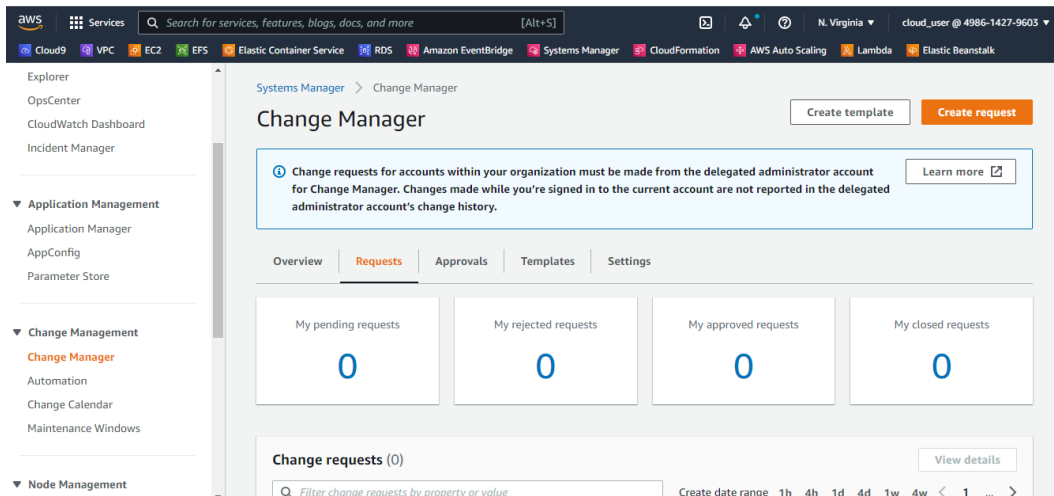 aws Services Search for services, features, blogs, docs, and more [Alt+S] N. Virginia ▼ cloud_user @ 4986-1427-9603 ▼
Cloud9 VPC EC2 EFS Elastic Container Service RDS Amazon EventBridge Systems Manager CloudFormation AWS Auto Scaling Lambda Elastic Beanstalk
Explorer
OpsCenter
CloudWatch Dashboard
Incident Manager
▼ Application Management
Application Manager
AppConfig
Parameter Store
▼ Change Management
Change Manager
Automation
Change Calendar
Maintenance Windows
▼ Node Management
Systems Manager > Change Manager
Change Manager
Create template
Create request
Change requests for accounts within your organization must be made from the delegated administrator account
for Change Manager. Changes made while you're signed in to the current account are not reported in the delegated
administrator account's change history.
Learn more
Overview Requests Approvals Templates Settings
My pending requests
0
My rejected requests
0
My approved requests
0
My closed requests
0
Change requests (0)
View details
Filter change requests by property or value
Create date range 1h 4h 1d 4d 1w 4w < 1 ... >